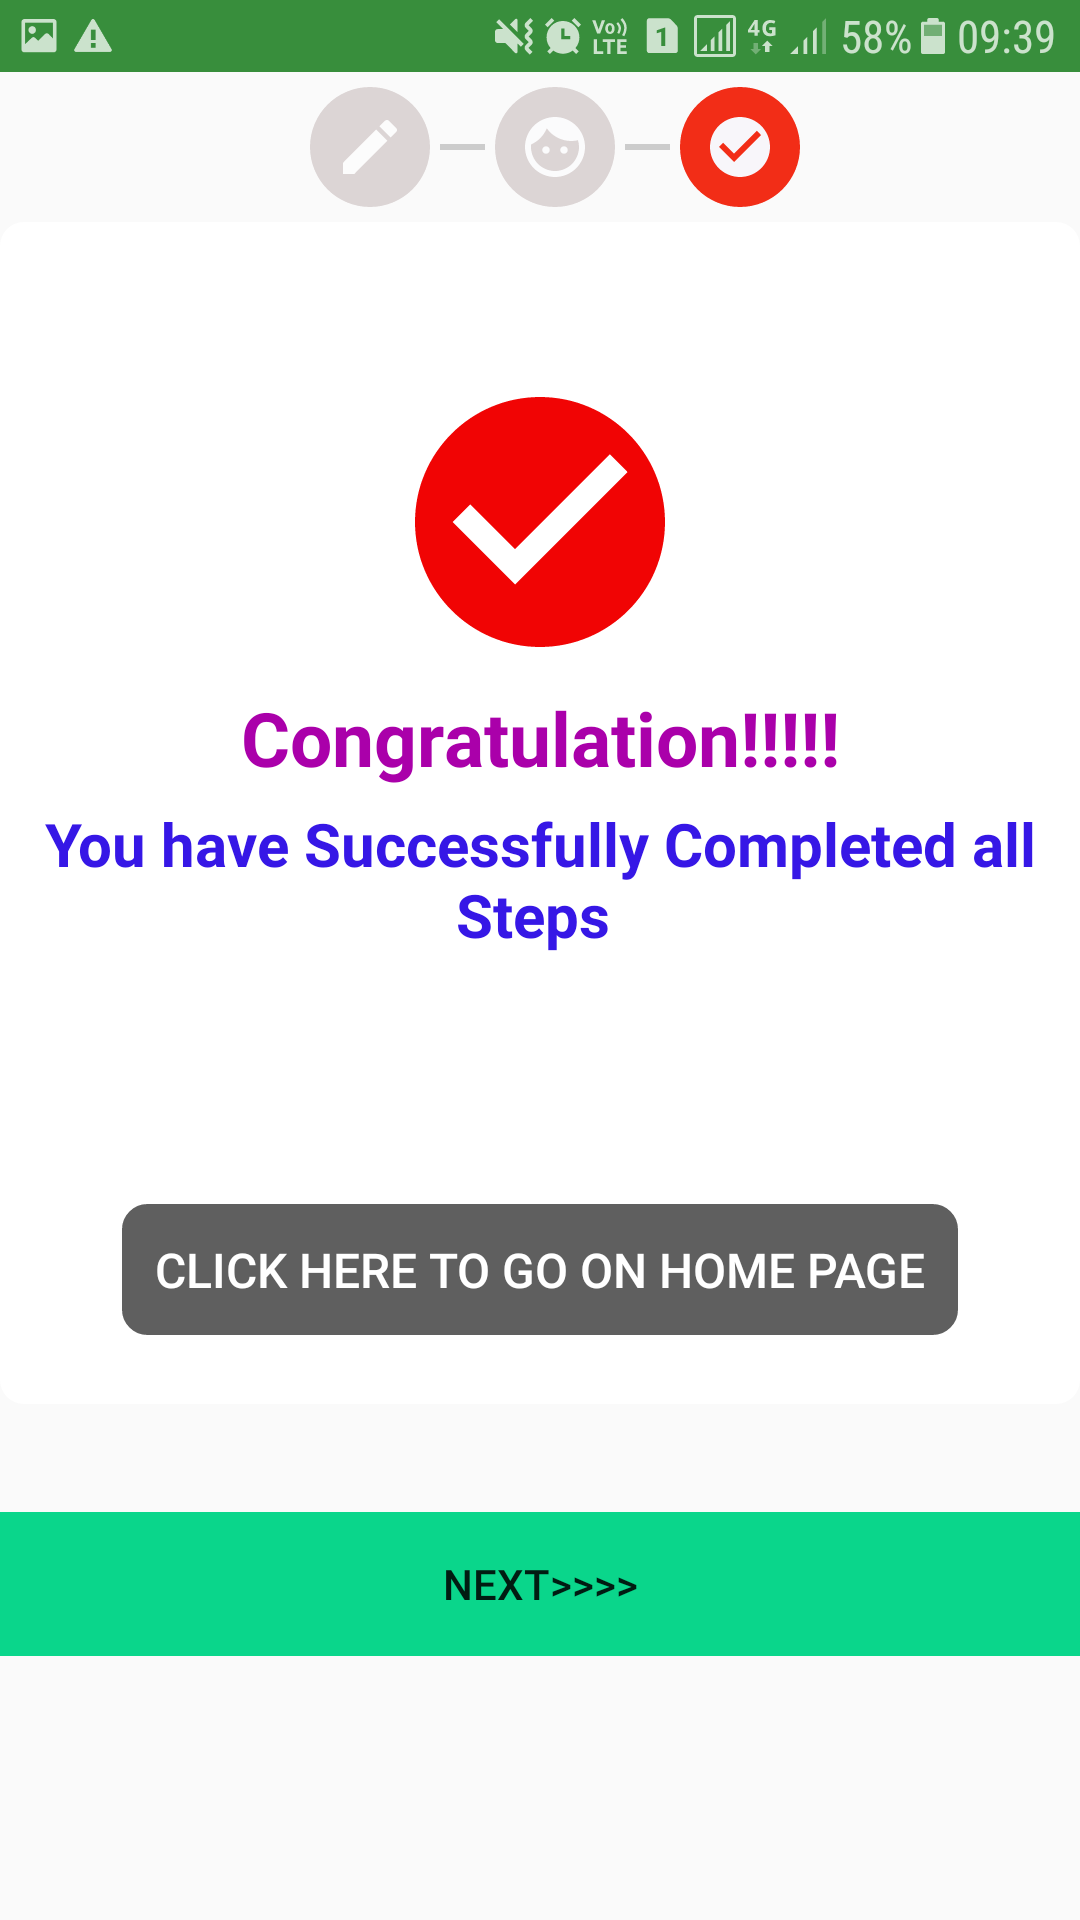 Vo) LTE 1 4G 58% 09:39
Congratulation!!!!!
You have Successfully Completed all
Steps
CLICK HERE TO GO ON HOME PAGE
NEXT>>>>